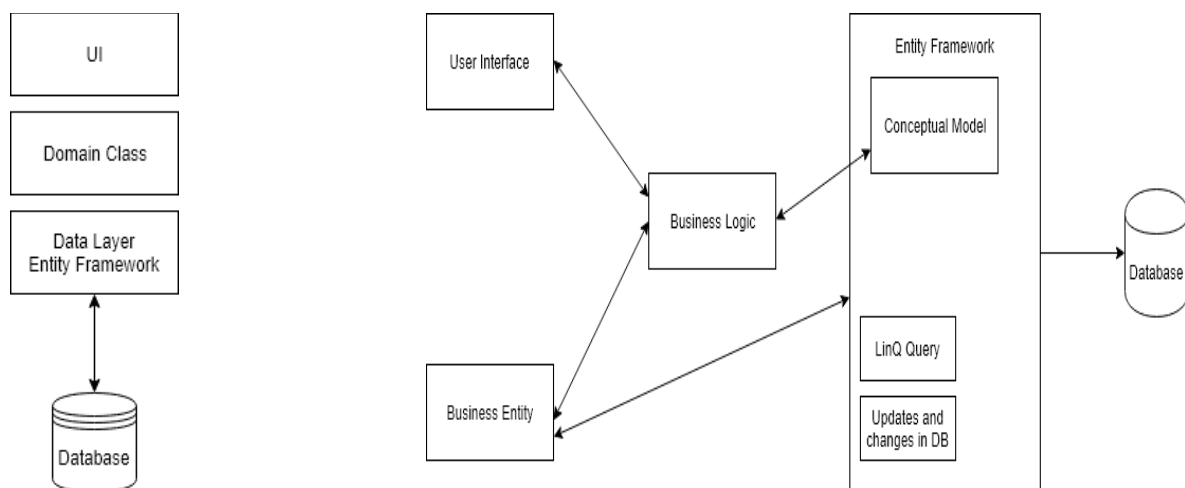 UI
Domain Class
Data Layer
Entity Framework
Database
User Interface
Business Logic
Business Entity
Entity Framework
Conceptual Model
LinQ Query
Updates and
changes in DB
Database